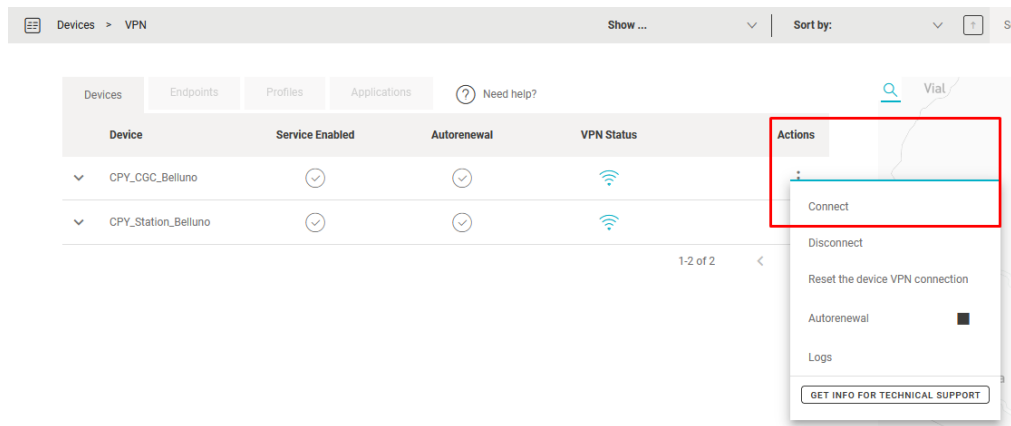 Devices > VPN
Show ...
Sort by:
S
Devices
Endpoints
Profiles
Applications
? Need help?
Vial
Device
Service Enabled
Autorenewal
VPN Status
Actions
CPY_CGC_Belluno
CPY_Station_Belluno
1-2 of 2
Connect
Disconnect
Reset the device VPN connection
Autorenewal
Logs
GET INFO FOR TECHNICAL SUPPORT
a